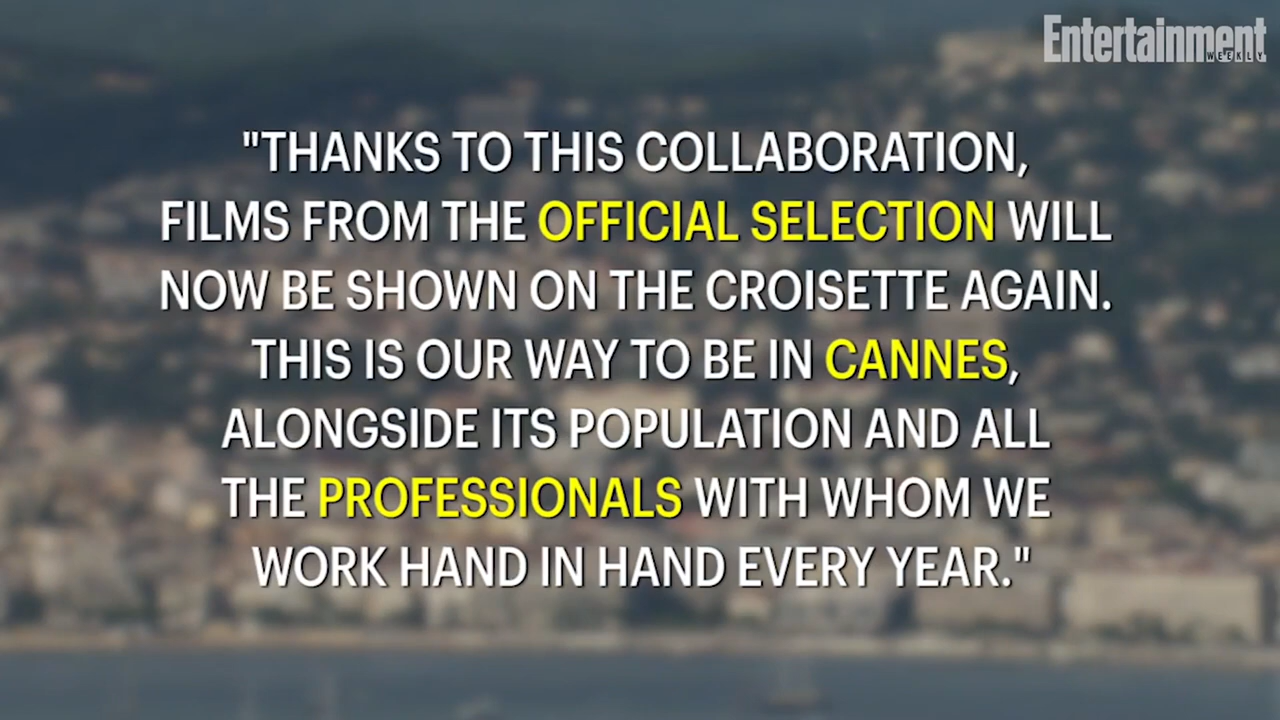 Entertainment
WEEKLY
"THANKS TO THIS COLLABORATION,
FILMS FROM THE OFFICIAL SELECTION WILL
NOW BE SHOWN ON THE CROISETTE AGAIN.
THIS IS OUR WAY TO BE IN CANNES,
ALONGSIDE ITS POPULATION AND ALL
THE PROFESSIONALS WITH WHOM WE
WORK HAND IN HAND EVERY YEAR."